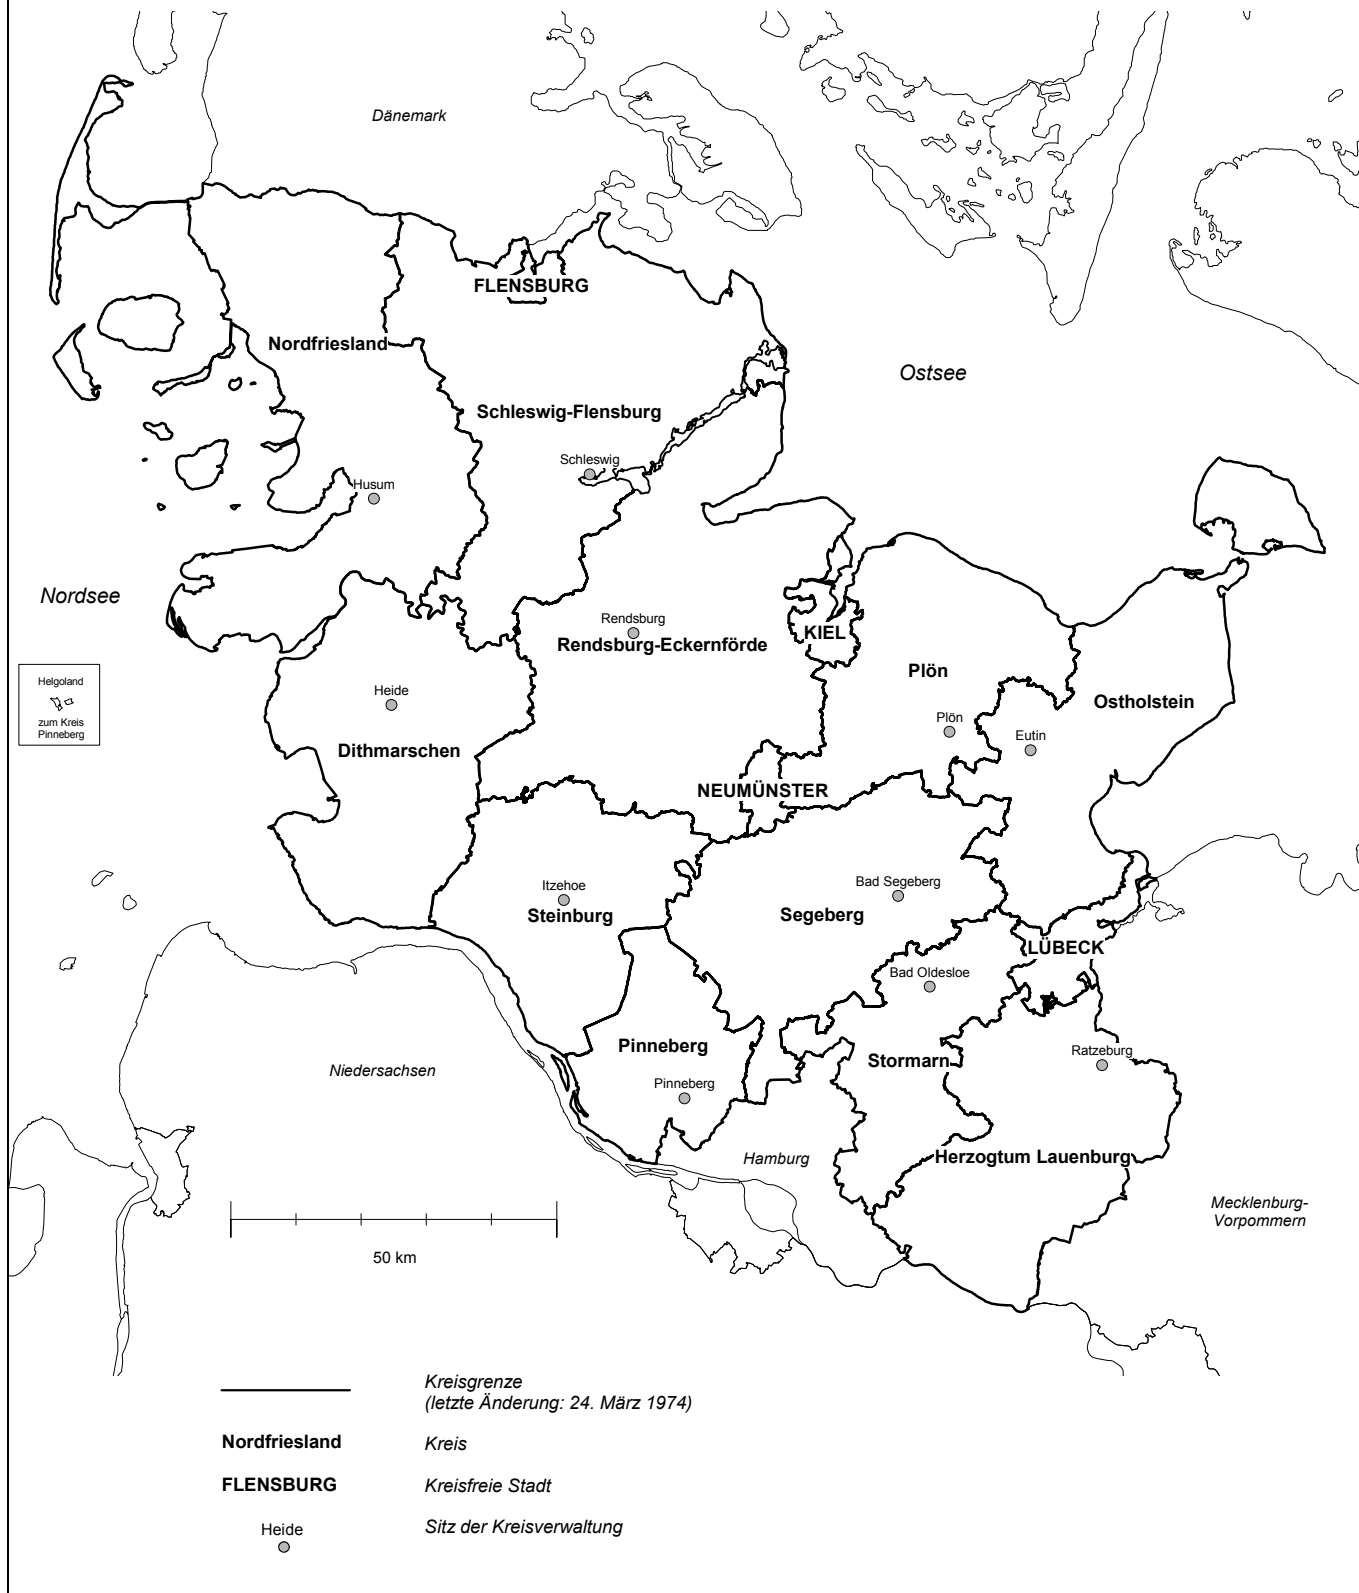 Dänemark
FLENSBURG
Nordfriesland
Ostsee
Schleswig-Flensburg
Schleswig
Husum
Nordsee
Rendsburg
Rendsburg-Eckernförde
KIEL
Plön
Helgoland
zum Kreis
Pinneberg
Heide
Dithmarschen
Plön
Eutin
Ostholstein
NEUMÜNSTER
Itzehoe
Steinburg
Bad Segeberg
Segeberg
LÜBECK
Bad Oldesloe
Pinneberg
Stormarn
Ratzeburg
Niedersachsen
Pinneberg
Hamburg
Herzogtum Lauenburg
Mecklenburg-
Vorpommern
50 km
Kreisgrenze
(letzte Änderung: 24. März 1974)
Nordfriesland Kreis
FLENSBURG Kreisfreie Stadt
Heide Sitz der Kreisverwaltung